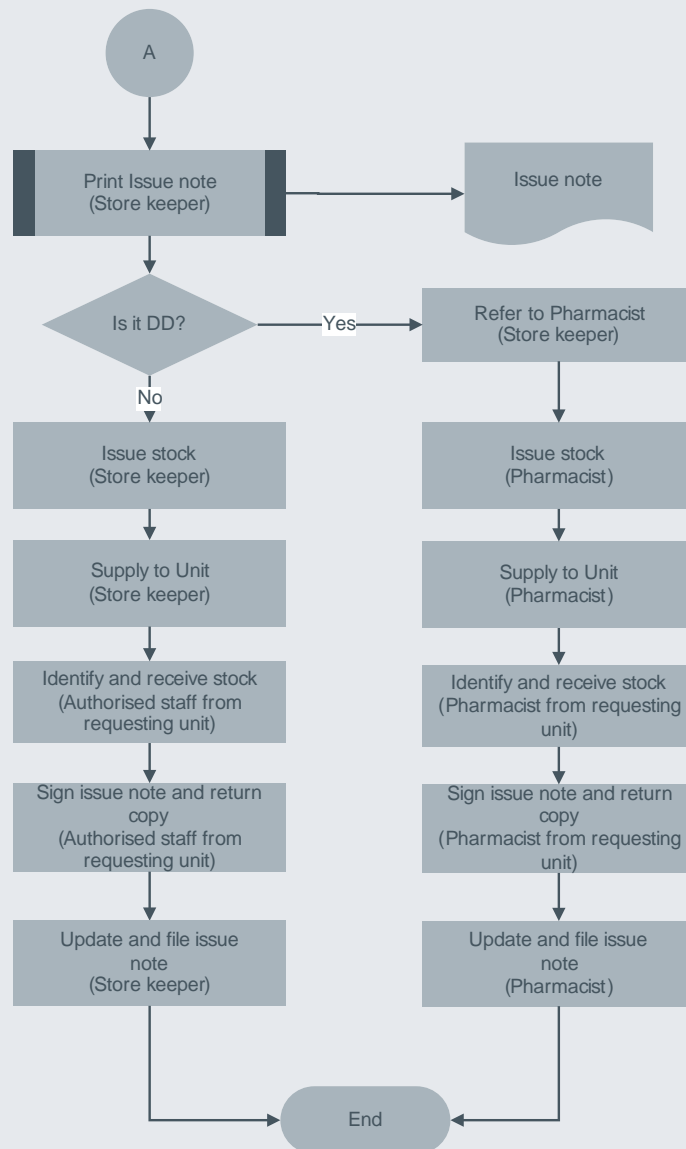 A
Print Issue note
(Store keeper)
Issue note
Is it DD?
Yes
Refer to Pharmacist
(Store keeper)
No
Issue stock
(Store keeper)
Issue stock
(Pharmacist)
Supply to Unit
(Store keeper)
Supply to Unit
(Pharmacist)
Identify and receive stock
(Authorised staff from
requesting unit)
Identify and receive stock
(Pharmacist from requesting
unit)
Sign issue note and return
copy
(Authorised staff from
requesting unit)
Sign issue note and return
copy
(Pharmacist from requesting
unit)
Update and file issue
note
(Store keeper)
Update and file issue
note
(Pharmacist)
End